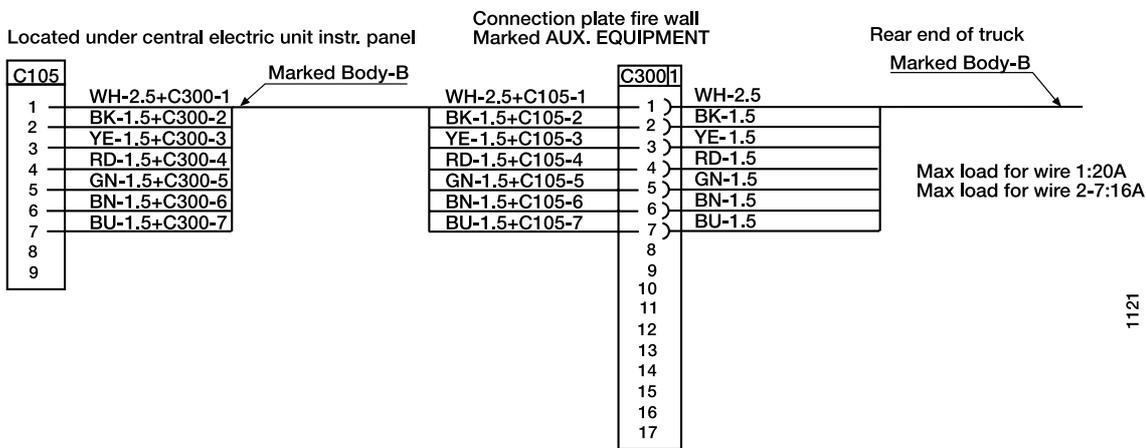 Connection plate fire wall
Located under central electric unit instr. panel
Marked AUX. EQUIPMENT
Rear end of truck
C105
Marked Body-B
C300 1
Marked Body-B
1 WH-2.5+C300-1 WH-2.5+C105-1 1 WH-2.5
2 BK-1.5+C300-2 BK-1.5+C105-2 2 BK-1.5
3 YE-1.5+C300-3 YE-1.5+C105-3 3 YE-1.5
4 RD-1.5+C300-4 RD-1.5+C105-4 4 RD-1.5
5 GN-1.5+C300-5 GN-1.5+C105-5 5 GN-1.5
6 BN-1.5+C300-6 BN-1.5+C105-6 6 BN-1.5
7 BU-1.5+C300-7 BU-1.5+C105-7 7 BU-1.5
8 8
9 9
10
11
12
13
14
15
16
17
Max load for wire 1:20A
Max load for wire 2-7:16A
1121